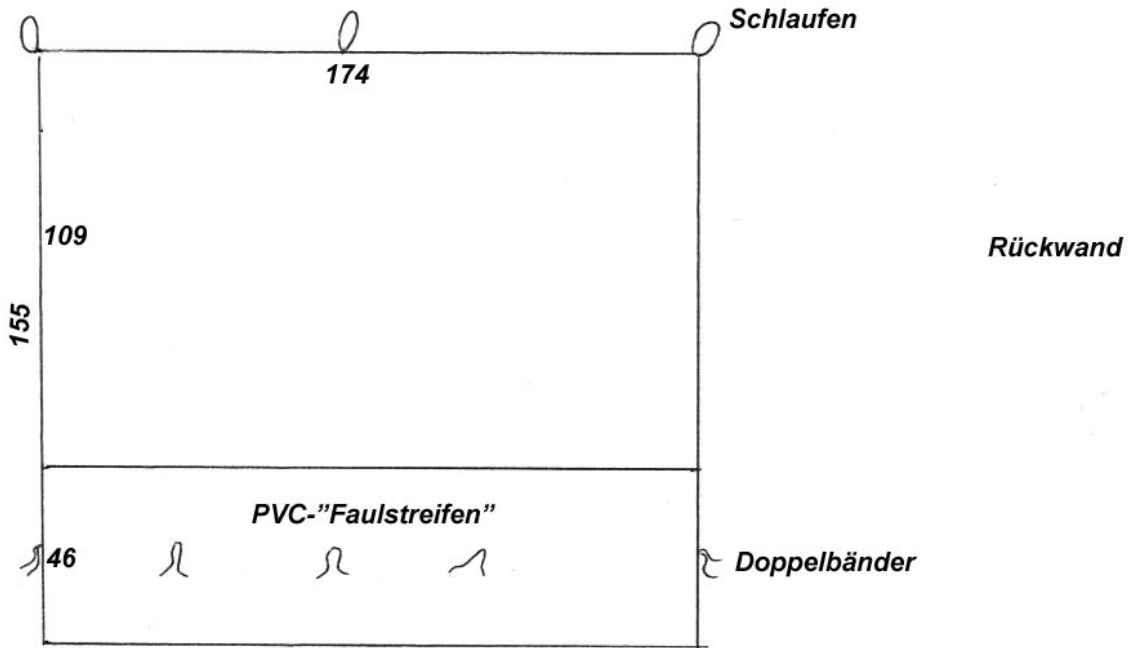 Schlaufen
174
109
Rückwand
155
PVC-”Faulstreifen”
46
Doppelbänder